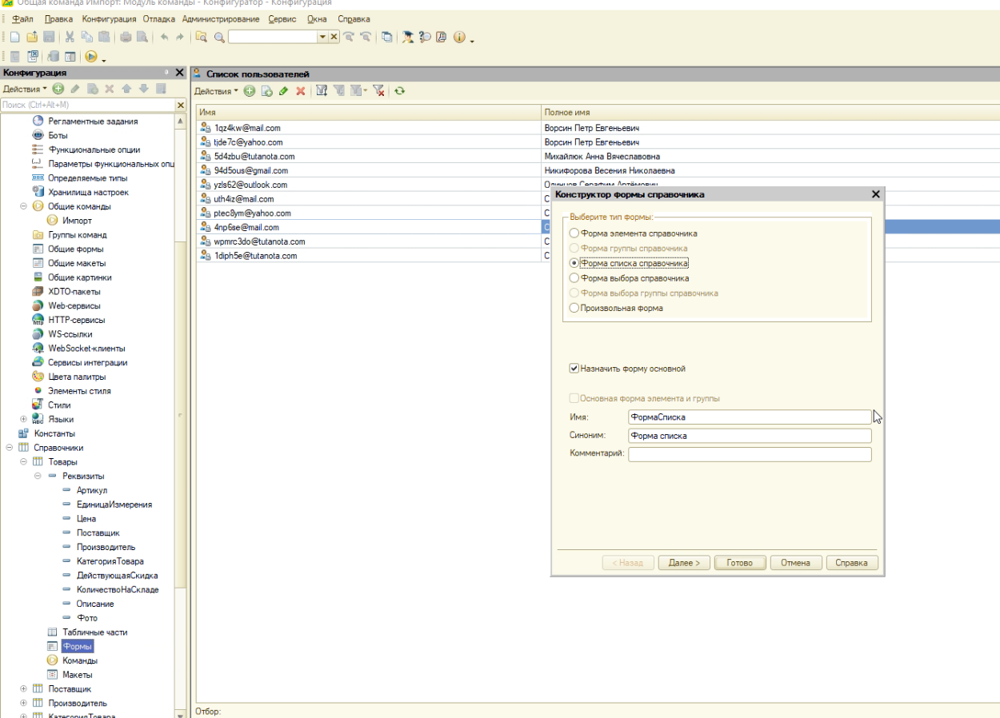 Общая команда Импорт: Модуль команды - Конфигуратор - Конфигурация
Файл Правка Конфигурация Отладка Администрирование Сервис Окна Справка
Конфигурация
Действия
Поиск (Ctrl+Alt+M)
Регламентные задания
Боты
Функциональные опции
Параметры функциональных опц
Определяемые типы
Хранилища настроек
Общие команды
Импорт
Группы команд
Общие формы
Общие макеты
Общие картинки
XDTO-пакеты
Web-сервисы
HTTP-сервисы
WS-ссылки
WebSocket-клиенты
Сервисы интеграции
Цвета палитры
Элементы стиля
Стили
Языки
Константы
Справочники
Товары
Реквизиты
Артикул
ЕдиницаИзмерения
Цена
Поставщик
Производитель
КатегорияТовара
ДействующаяСкидка
КоличествоНаСкладе
Описание
Фото
Табличные части
Формы
Команды
Макеты
Поставщик
Производитель
КатегорияТовара
Список пользователей
Действия
Имя Полное имя
1qz4kw@mail.com Ворсин Петр Евгеньевич
tjde7c@yahoo.com Ворсин Петр Евгеньевич
5d4zbu@tutanota.com Михайлюк Анна Вячеславовна
94d5ous@gmail.com Никифорова Весения Николаевна
yzls62@outlook.com Одинцов Серафим Артёмович
uth4iz@mail.com С
ptec8ym@yahoo.com С
4np6se@mail.com С
wpmrc3do@tutanota.com С
1diph5e@tutanota.com С
Отбор:
Конструктор формы справочника
Выберите тип формы:
Форма элемента справочника
Форма группы справочника
Форма списка справочника
Форма выбора справочника
Форма выбора группы справочника
Произвольная форма
Назначить форму основной
Основная форма элемента и группы
Имя: ФормаСписка
Синоним: Форма списка
Комментарий:
< Назад Далее > Готово Отмена Справка